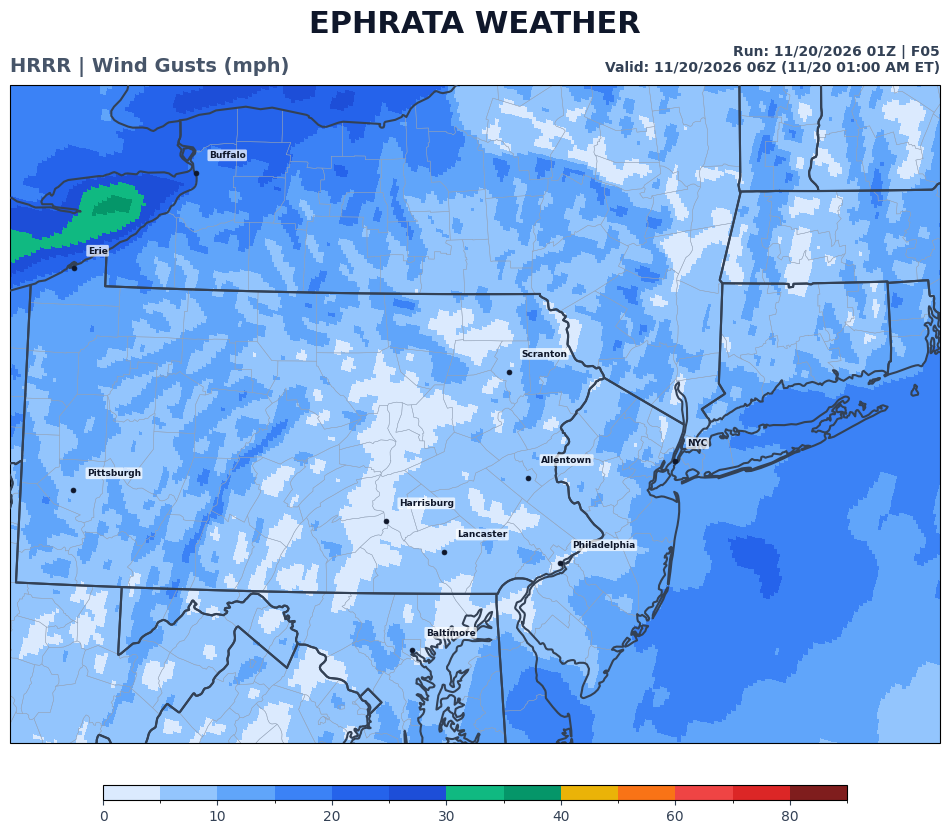 EPHRATA WEATHER
HRRR | Wind Gusts (mph)
Run: 11/20/2026 01Z | F05
Valid: 11/20/2026 06Z (11/20 01:00 AM ET)
Buffalo
Erie
Scranton
NYC
Allentown
Pittsburgh
Harrisburg
Lancaster
Philadelphia
Baltimore
0 10 20 30 40 60 80